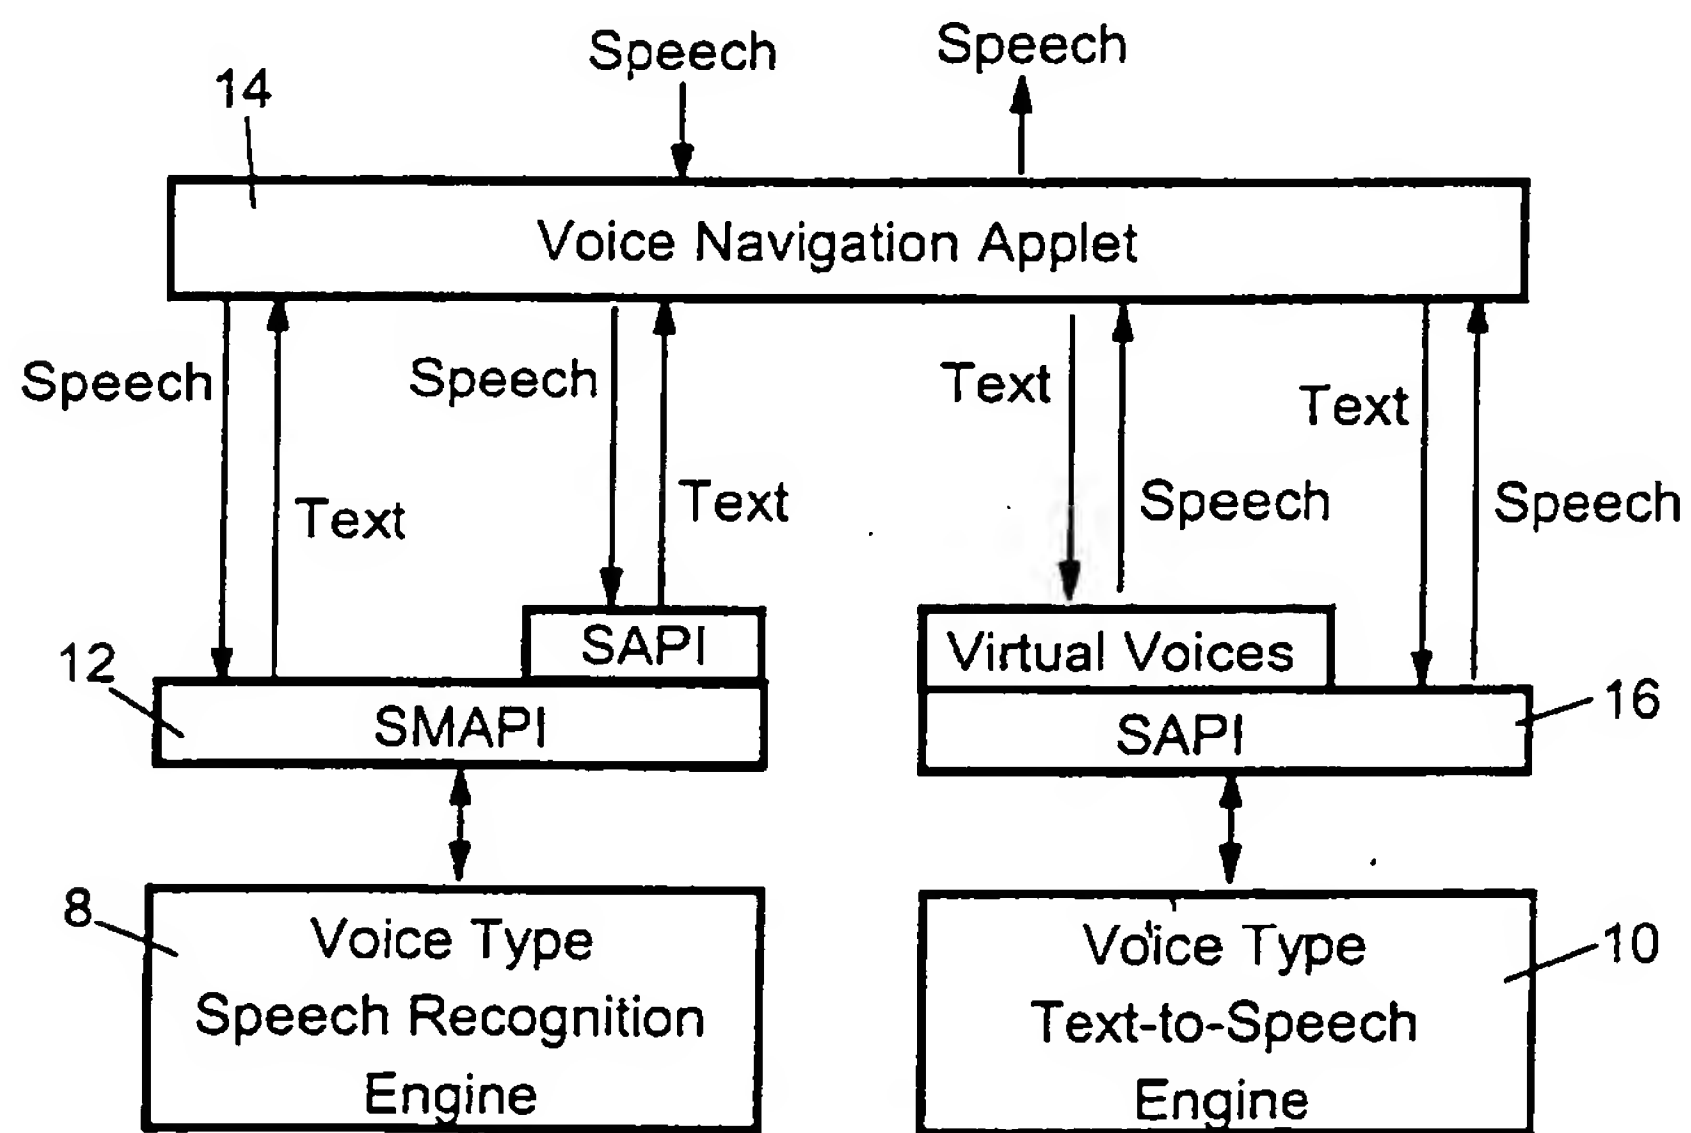 Speech
Speech
14
Voice Navigation Applet
Speech
Speech
Text
Text
Text
Text
Speech
Speech
12
SAPI
Virtual Voices
16
SMAPI
SAPI
8
Voice Type
Speech Recognition
Engine
10
Voice Type
Text-to-Speech
Engine